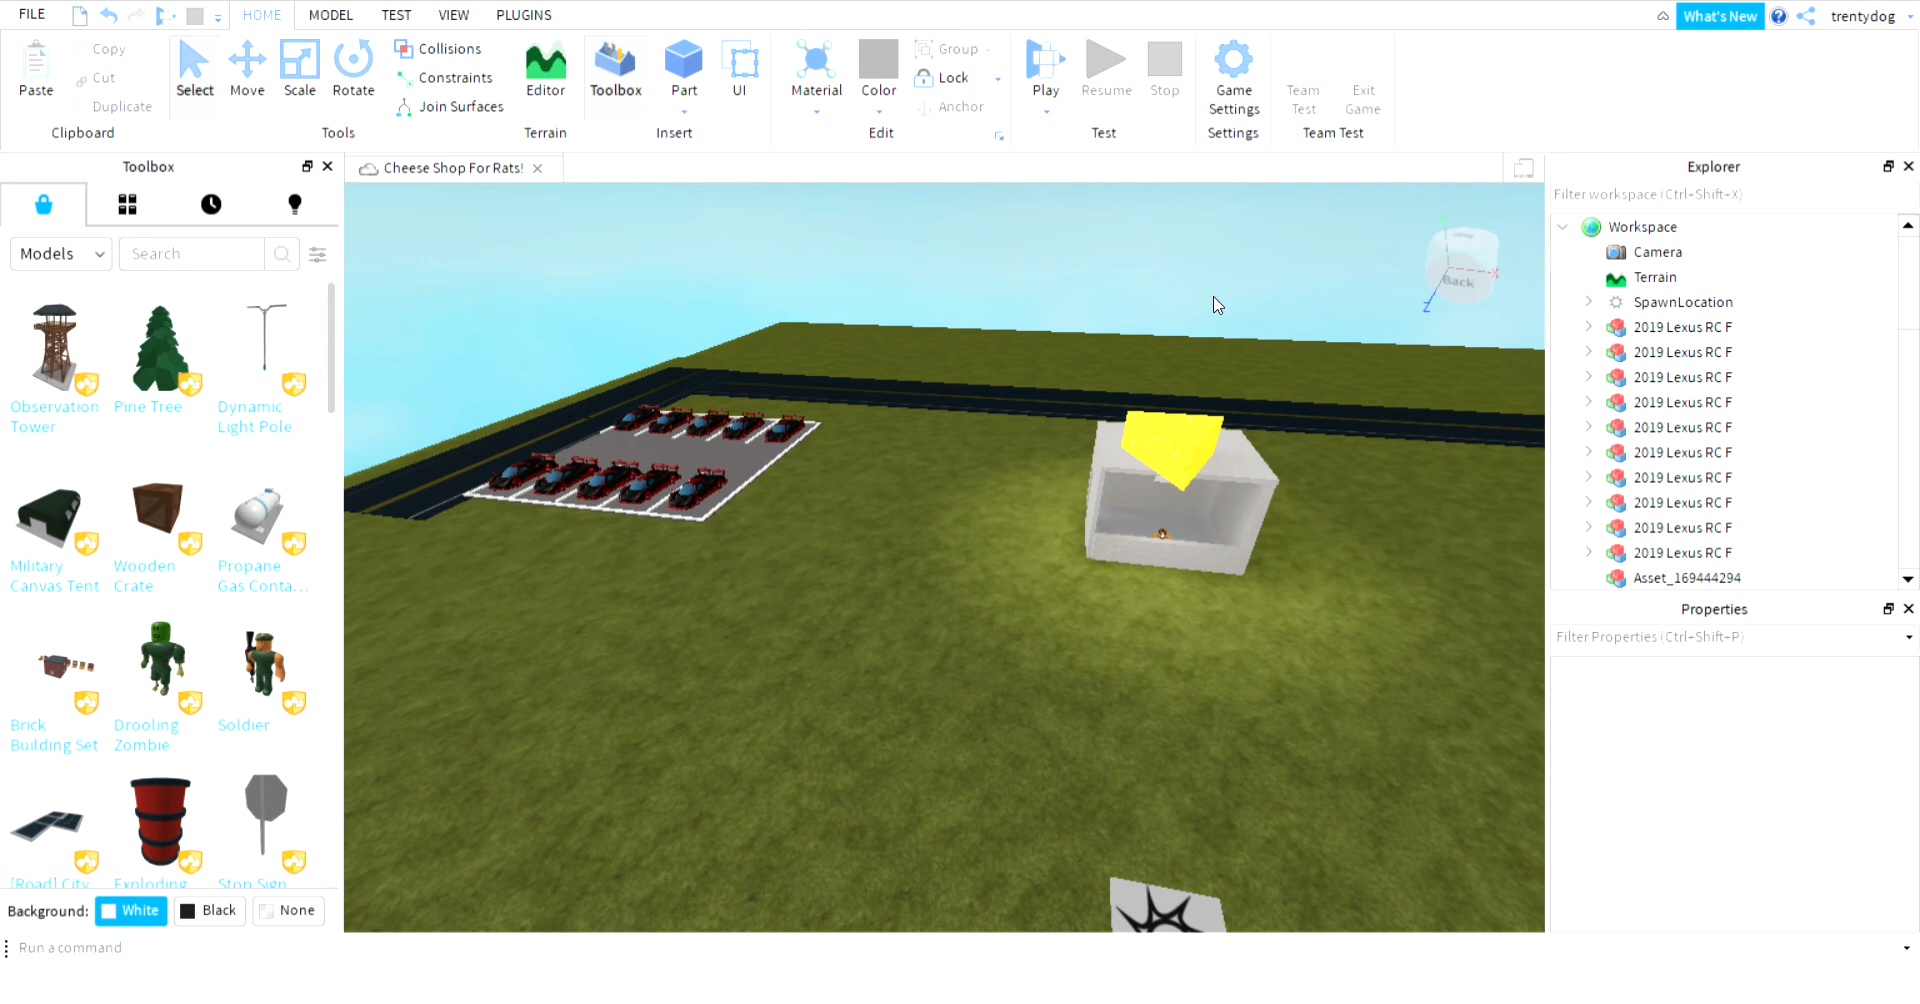 FILE
HOME
MODEL
TEST
VIEW
PLUGINS
What's New
trentydog
Paste
Copy
Cut
Duplicate
Clipboard
Select
Move
Scale
Rotate
Collisions
Constraints
Join Surfaces
Tools
Editor
Terrain
Toolbox
Part
UI
Insert
Material
Color
Group
Lock
Anchor
Edit
Play
Resume
Stop
Test
Game
Settings
Settings
Team
Test
Exit
Game
Team Test
Toolbox
Models
Search
Observation
Tower
Pine Tree
Dynamic
Light Pole
Military
Canvas Tent
Wooden
Crate
Propane
Gas Conta...
Brick
Building Set
Drooling
Zombie
Soldier
[Road] City
Exploding
Stop Sign
Background:
White
Black
None
Run a command
Cheese Shop For Rats!
Back
X
Z
Explorer
Filter workspace (Ctrl+Shift+X)
Workspace
Camera
Terrain
SpawnLocation
2019 Lexus RC F
2019 Lexus RC F
2019 Lexus RC F
2019 Lexus RC F
2019 Lexus RC F
2019 Lexus RC F
2019 Lexus RC F
2019 Lexus RC F
2019 Lexus RC F
2019 Lexus RC F
Asset_169444294
Properties
Filter Properties (Ctrl+Shift+P)